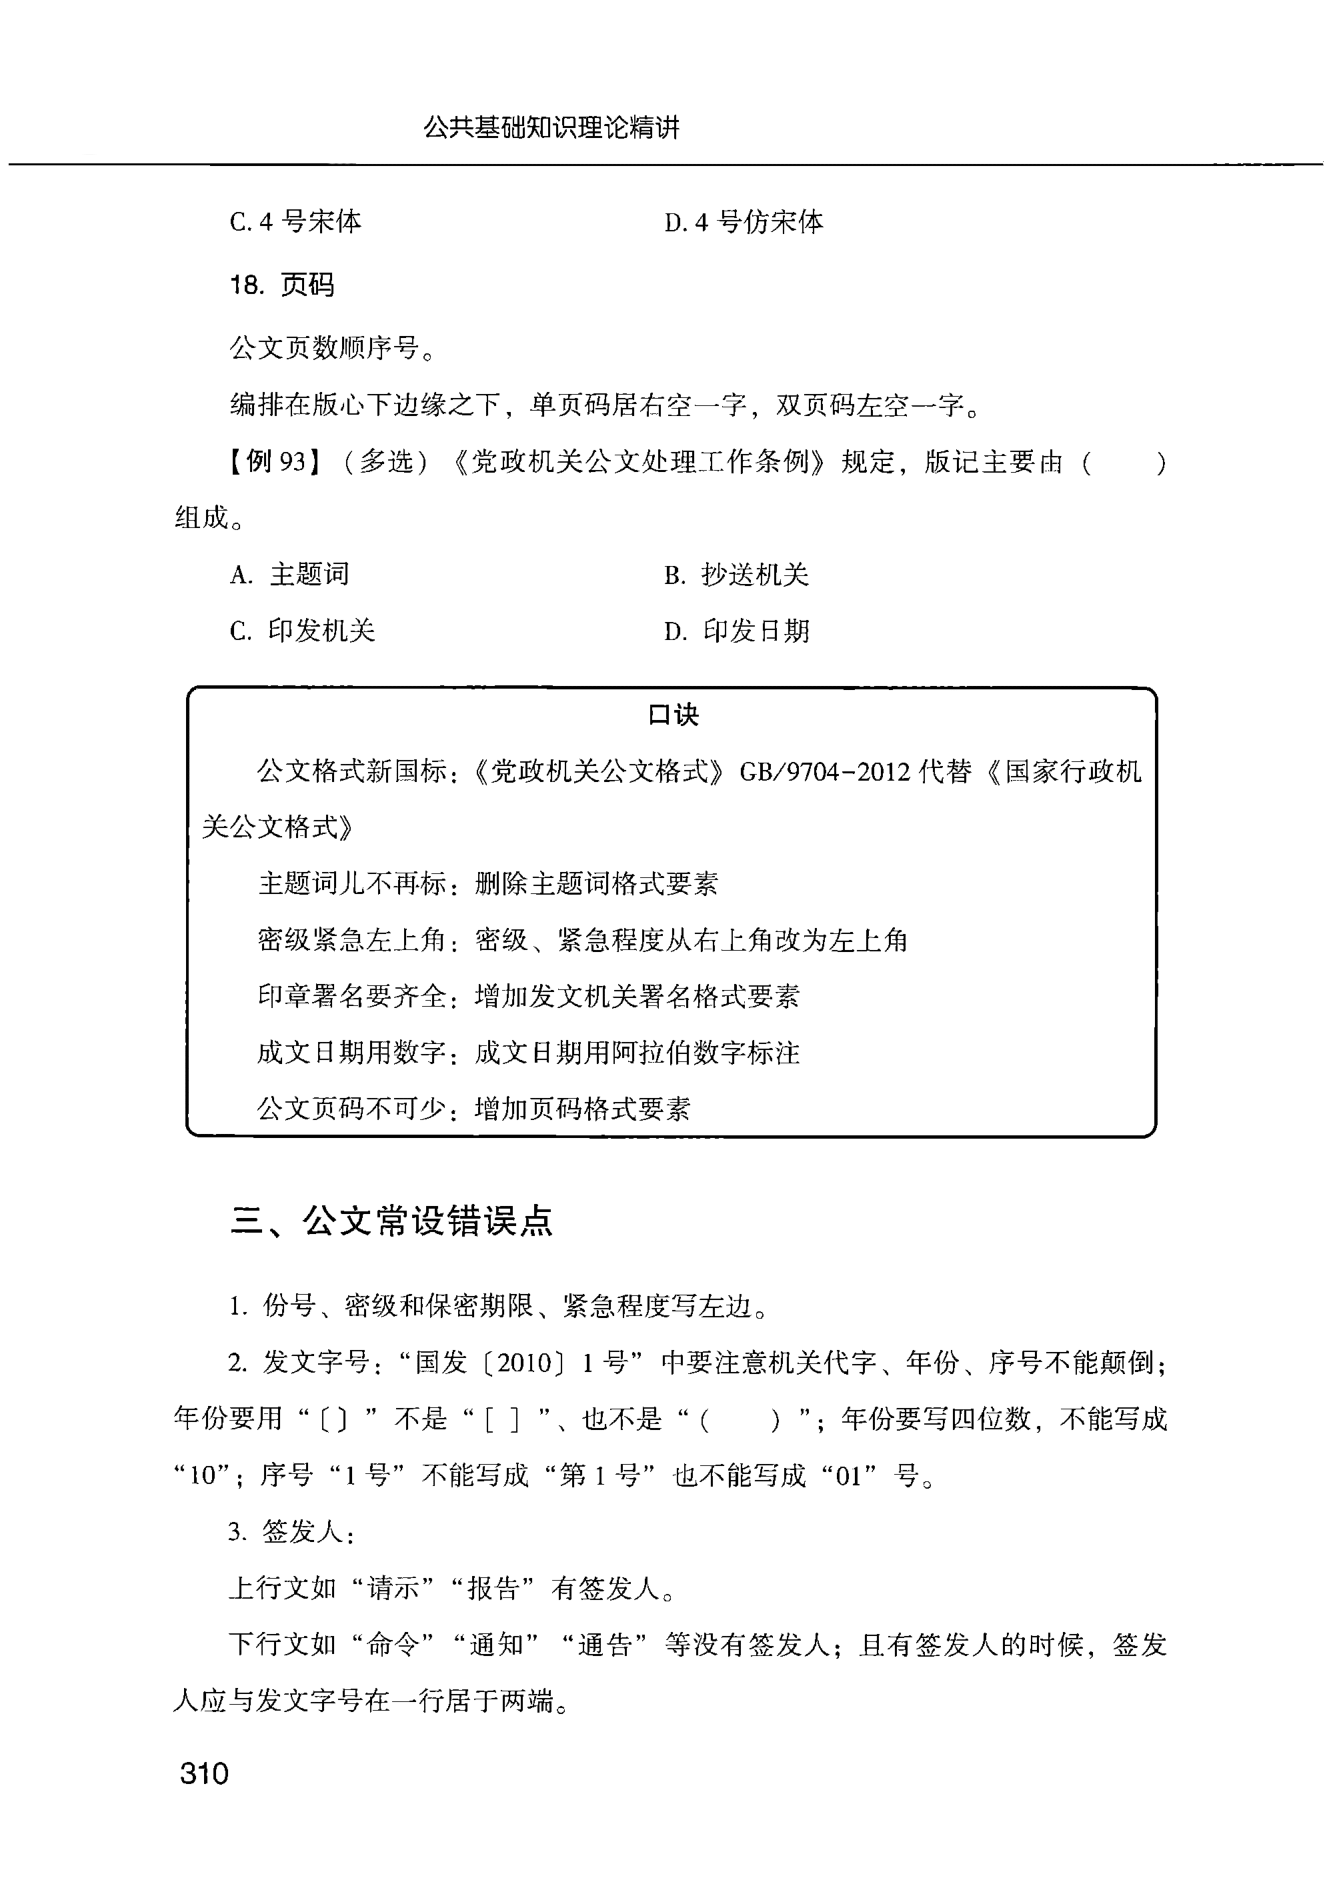 公共基础知识理论精讲
C. 4 号宋体 D. 4 号仿宋体
18. 页码
公文页数顺序号。
编排在版心下边缘之下，单页码居右空一字，双页码左空一字。
【例 93】（多选）《党政机关公文处理工作条例》规定，版记主要由（　　）
组成。
A. 主题词 B. 抄送机关
C. 印发机关 D. 印发日期
口诀
公文格式新国标：《党政机关公文格式》GB/9704-2012 代替《国家行政机
关公文格式》
主题词儿不再标：删除主题词格式要素
密级紧急左上角：密级、紧急程度从右上角改为左上角
印章署名要齐全：增加发文机关署名格式要素
成文日期用数字：成文日期用阿拉伯数字标注
公文页码不可少：增加页码格式要素
三、公文常设错误点
1. 份号、密级和保密期限、紧急程度写左边。
2. 发文字号：“国发〔2010〕1 号”中要注意机关代字、年份、序号不能颠倒；
年份要用“〔〕”不是“[ ]”、也不是“（　　）”；年份要写四位数，不能写成
“10”；序号“1 号”不能写成“第 1 号”也不能写成“01”号。
3. 签发人：
上行文如“请示”“报告”有签发人。
下行文如“命令”“通知”“通告”等没有签发人；且有签发人的时候，签发
人应与发文字号在一行居于两端。
310